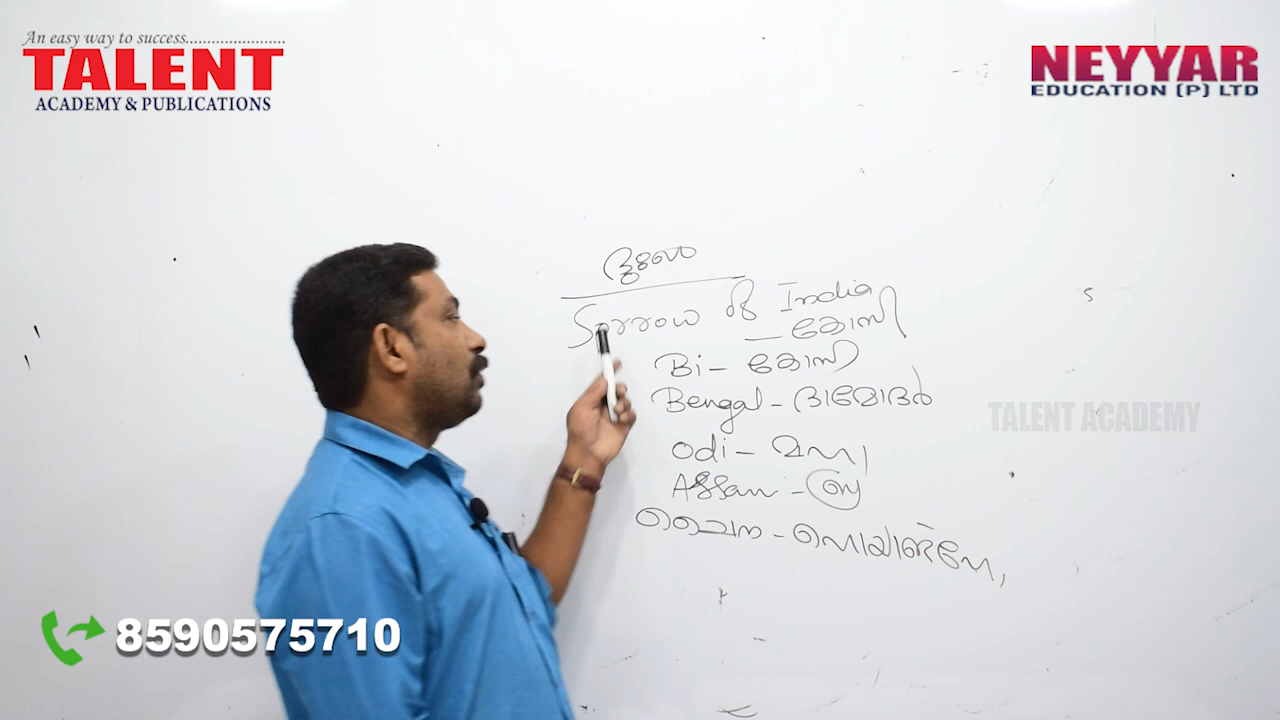 An easy way to success.......................
TALENT
ACADEMY & PUBLICATIONS
NEYYAR
EDUCATION (P) LTD
ദുഃഖം
Sorrow of India
— കോസി
Bi - കോസി
Bengal - ദാമോദർ
Odi - മഹാ
Assam - ബ്ര
ചൈന - ഹൊയാങ്ഹോ
TALENT ACADEMY
8590575710